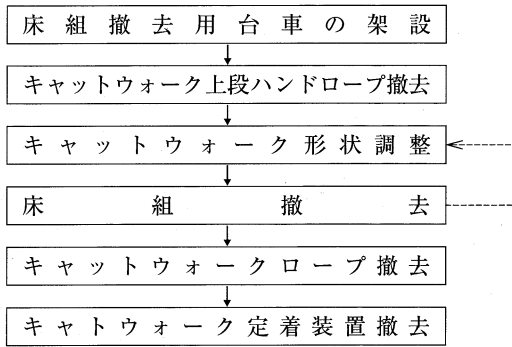 床組撤去用台車の架設
キャットウォーク上段ハンドロープ撤去
キャットウォーク形状調整
床組撤去
キャットウォークロープ撤去
キャトウォーク定着装置撤去